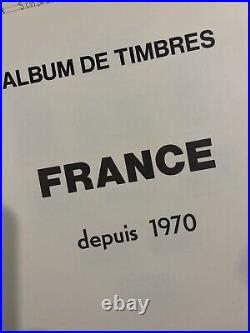 ALBUM DE TIMBRES
FRANCE
depuis 1970